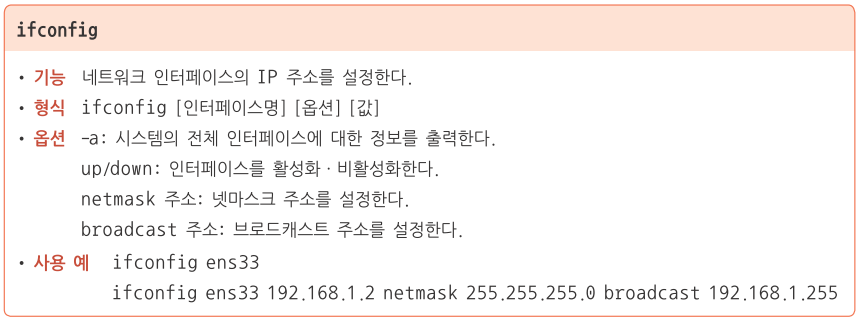 ifconfig
• 기능 네트워크 인터페이스의 IP 주소를 설정한다.
• 형식 ifconfig [인터페이스명] [옵션] [값]
• 옵션 -a: 시스템의 전체 인터페이스에 대한 정보를 출력한다.
up/down: 인터페이스를 활성화·비활성화한다.
netmask 주소: 넷마스크 주소를 설정한다.
broadcast 주소: 브로드캐스트 주소를 설정한다.
• 사용 예 ifconfig ens33
ifconfig ens33 192.168.1.2 netmask 255.255.255.0 broadcast 192.168.1.255